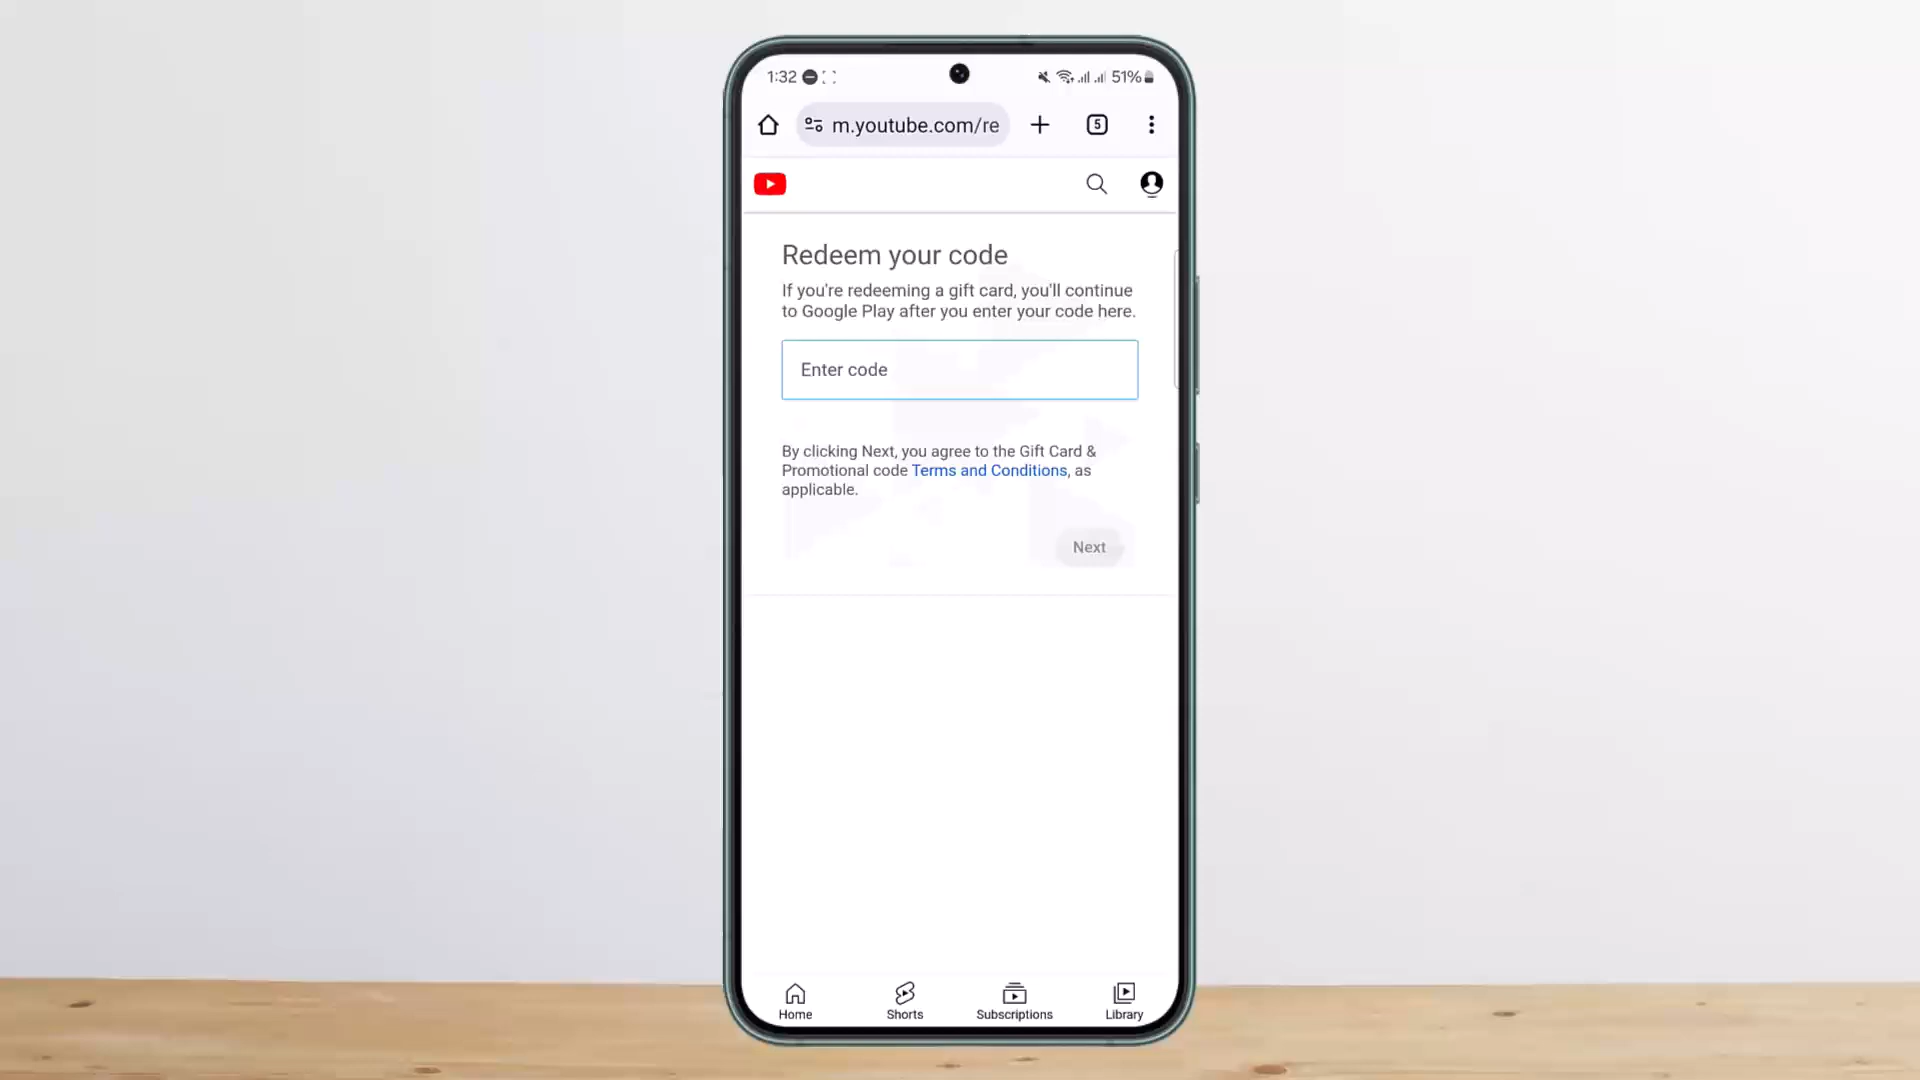 1:32
51%
m.youtube.com/re
5
Redeem your code
If you're redeeming a gift card, you'll continue
to Google Play after you enter your code here.
Enter code
By clicking Next, you agree to the Gift Card &
Promotional code Terms and Conditions, as
applicable.
Next
Home
Shorts
Subscriptions
Library